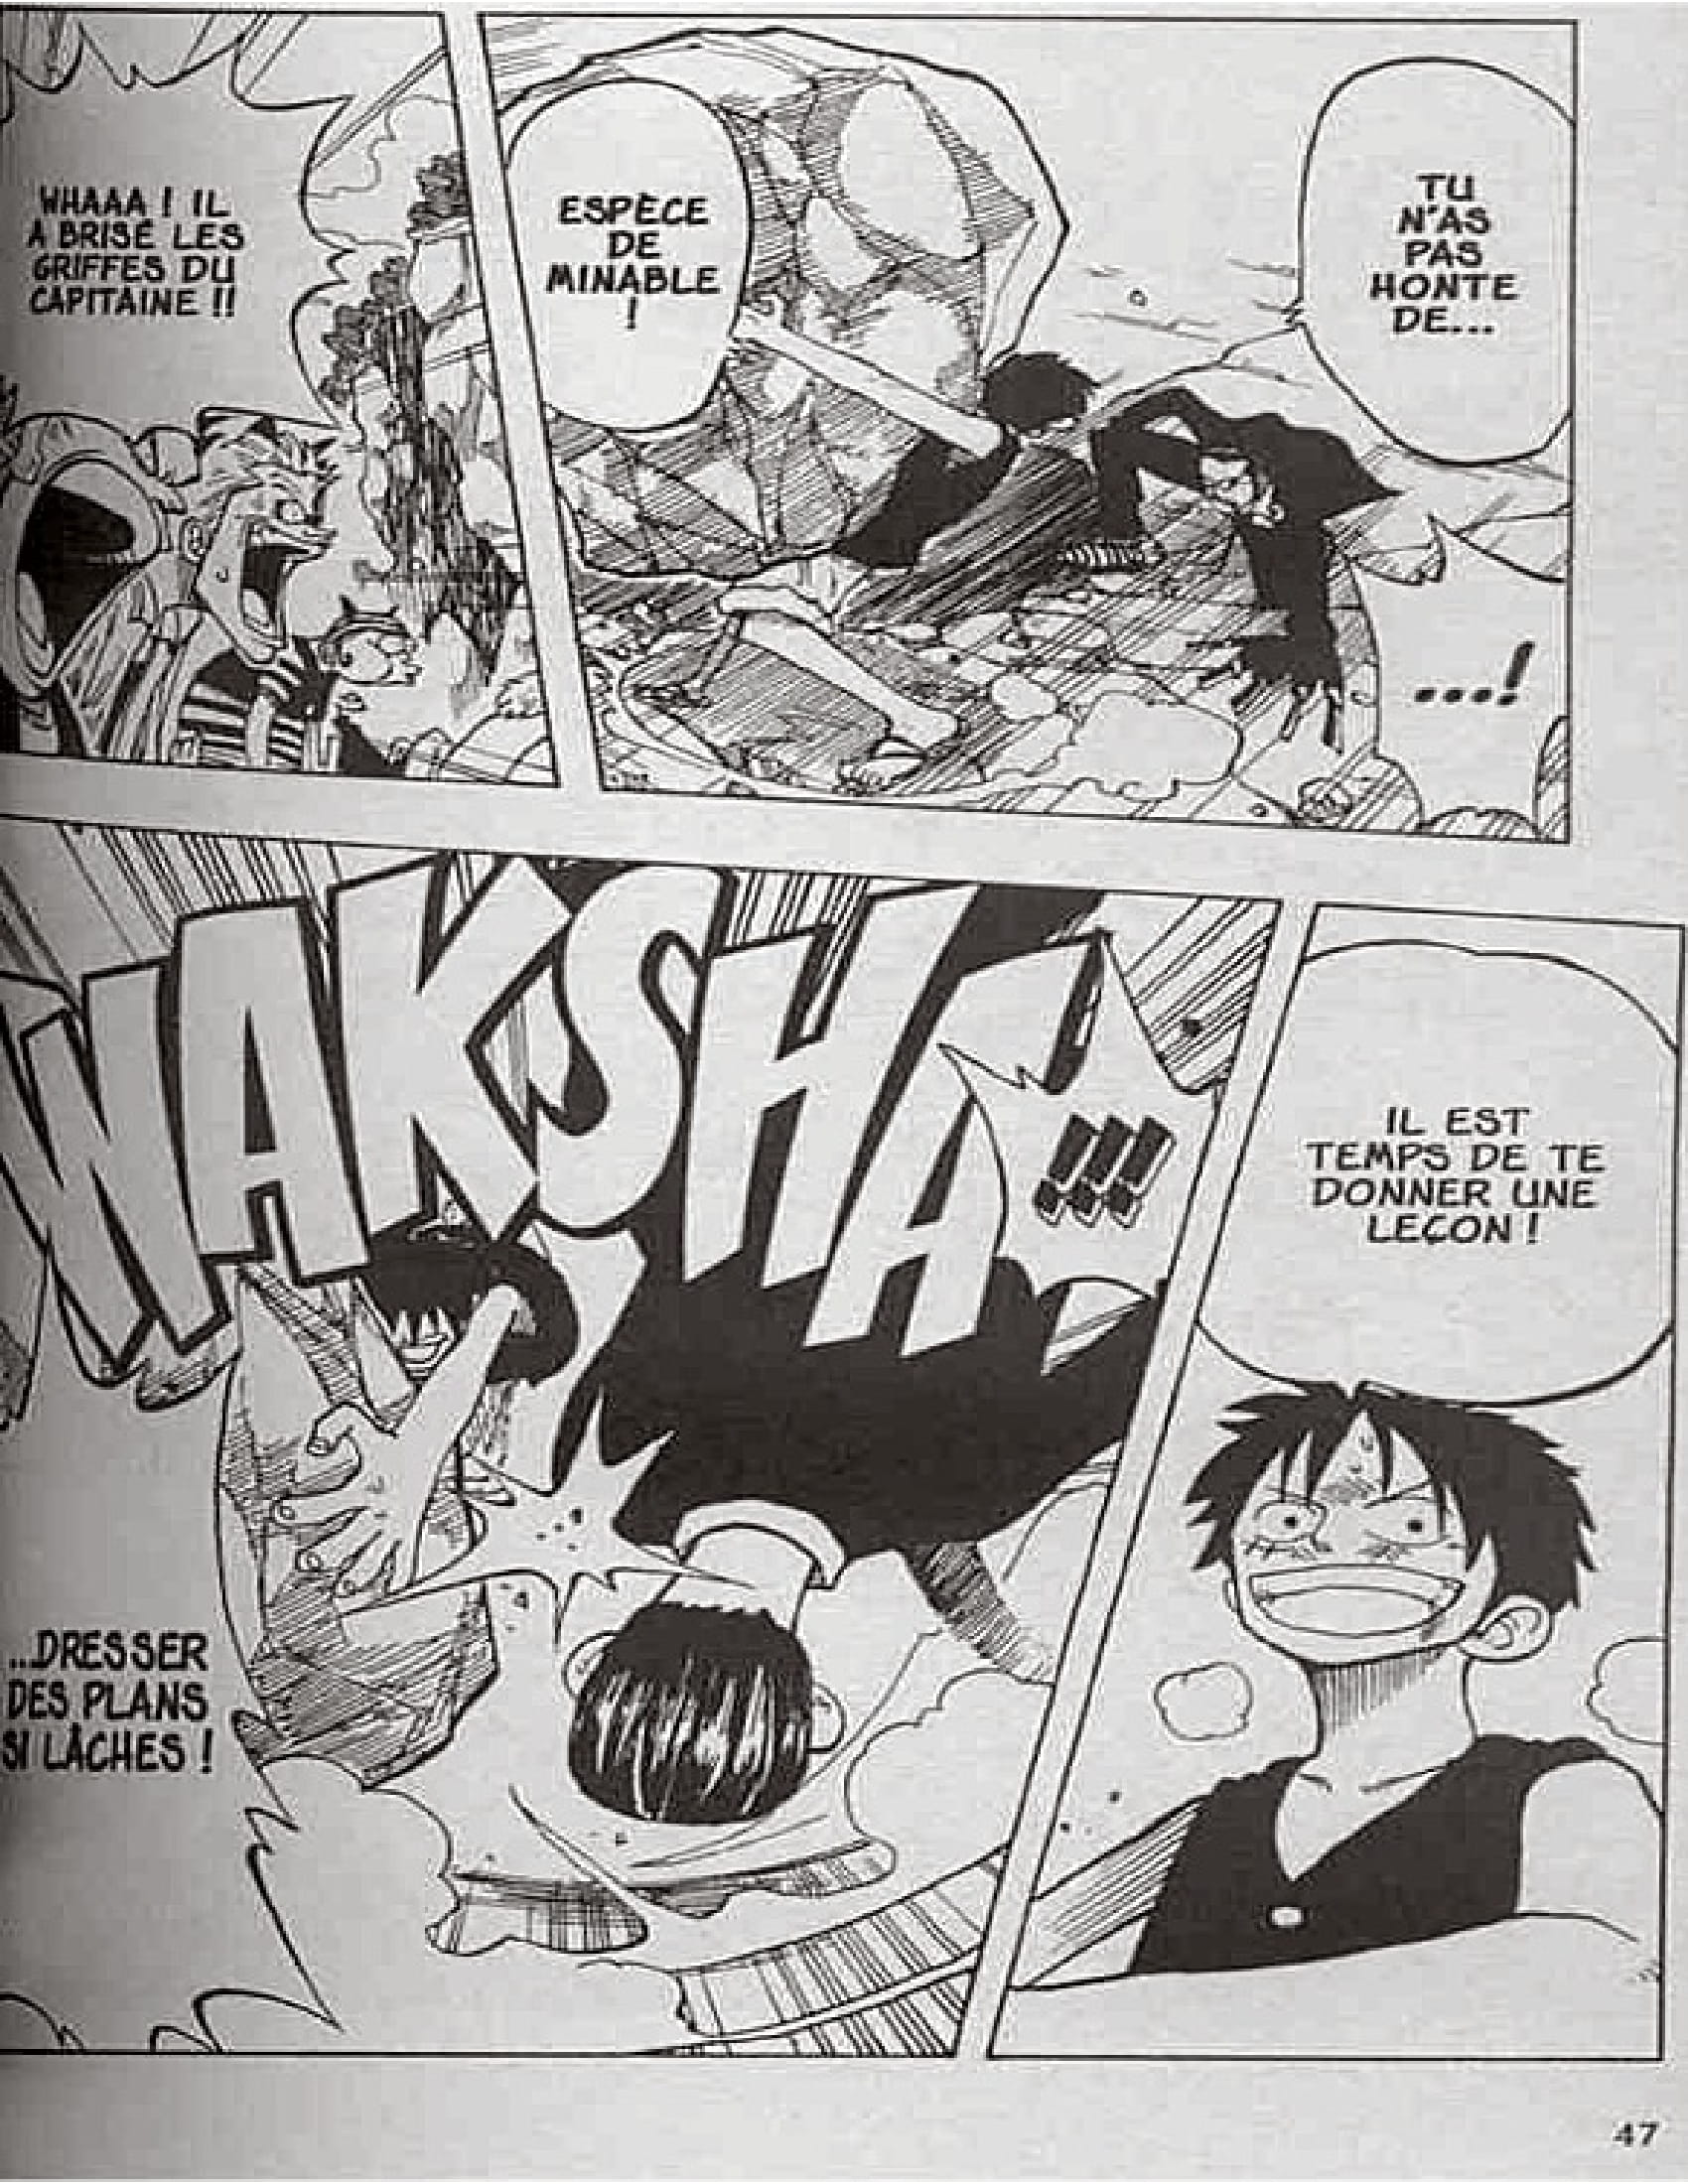 TU
N'AS
PAS
HONTE
DE...
ESPÈCE
DE
MINABLE
!
...!
WHAAA ! IL
A BRISÉ LES
GRIFFES DU
CAPITAINE !!
IL EST
TEMPS DE TE
DONNER UNE
LEÇON !
WAKSHA
!!!
...DRESSER
DES PLANS
SI LÂCHES !
47